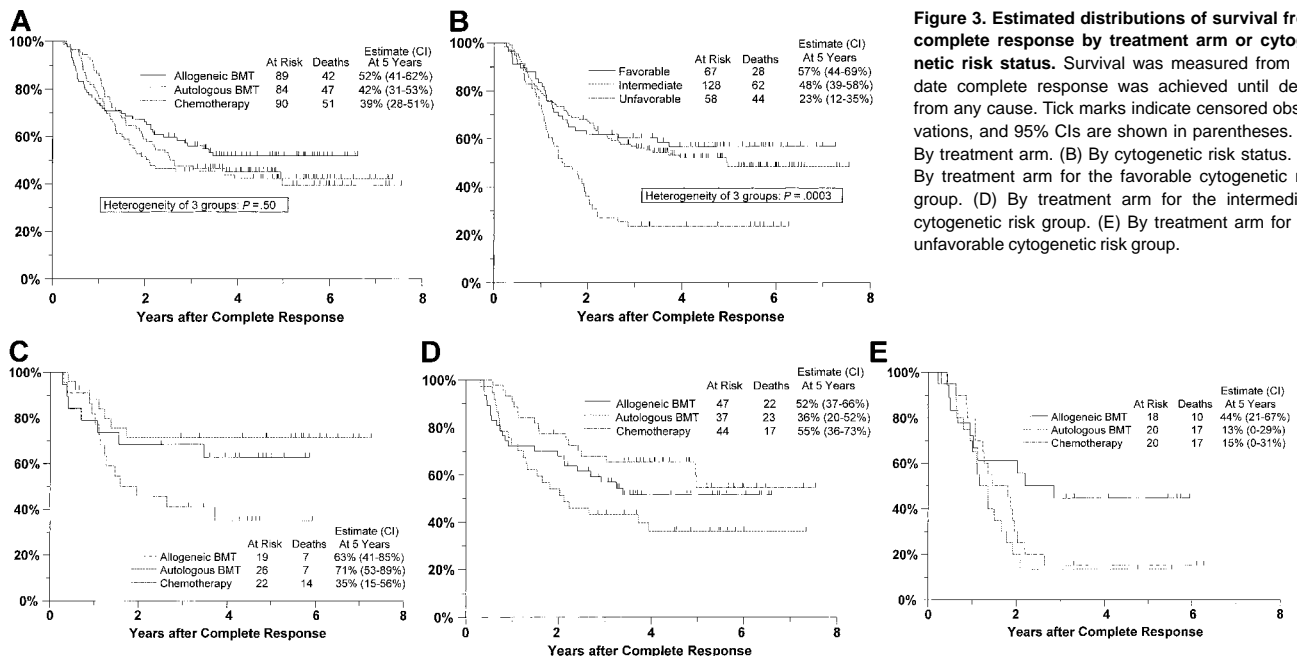 A
100%
80%
60%
40%
20%
0%
0
2
4
6
8
Years after Complete Response
Estimate (CI)
At Risk Deaths At 5 Years
Allogeneic BMT 89 42 52% (41-62%)
Autologous BMT 84 47 42% (31-53%)
Chemotherapy 90 51 39% (28-51%)
Heterogeneity of 3 groups: P = .50
B
100%
80%
60%
40%
20%
0%
0
2
4
6
8
Years after Complete Response
Estimate (CI)
At Risk Deaths At 5 Years
Favorable 67 28 57% (44-69%)
Intermediate 128 62 48% (39-58%)
Unfavorable 58 44 23% (12-35%)
Heterogeneity of 3 groups: P = .0003
Figure 3. Estimated distributions of survival
complete response by treatment arm or cyto
netic risk status. Survival was measured from
date complete response was achieved until
from any cause. Tick marks indicate censored
vations, and 95% CIs are shown in parentheses.
By treatment arm. (B) By cytogenetic risk status.
By treatment arm for the favorable cytogenetic
group. (D) By treatment arm for the
cytogenetic risk group. (E) By treatment arm for
unfavorable cytogenetic risk group.
C
100%
80%
60%
40%
20%
0%
2
4
6
8
Years after Complete Response
Estimate (CI)
At Risk Deaths At 5 Years
Allogeneic BMT 19 7 63% (41-85%)
Autologous BMT 26 7 71% (53-89%)
Chemotherapy 22 14 35% (15-56%)
D
100%
80%
60%
40%
20%
0%
0
2
4
6
8
Years after Complete Response
Estimate (CI)
At Risk Deaths At 5 Years
Allogeneic BMT 47 22 52% (37-66%)
Autologous BMT 37 23 36% (20-52%)
Chemotherapy 44 17 55% (36-73%)
E
100%
80%
60%
40%
20%
0%
0
2
4
6
8
Years after Complete Response
Estimate (CI)
At Risk Deaths At 5 Years
Allogeneic BMT 18 10 44% (21-67%)
Autologous BMT 20 17 13% (0-29%)
Chemotherapy 20 17 15% (0-31%)